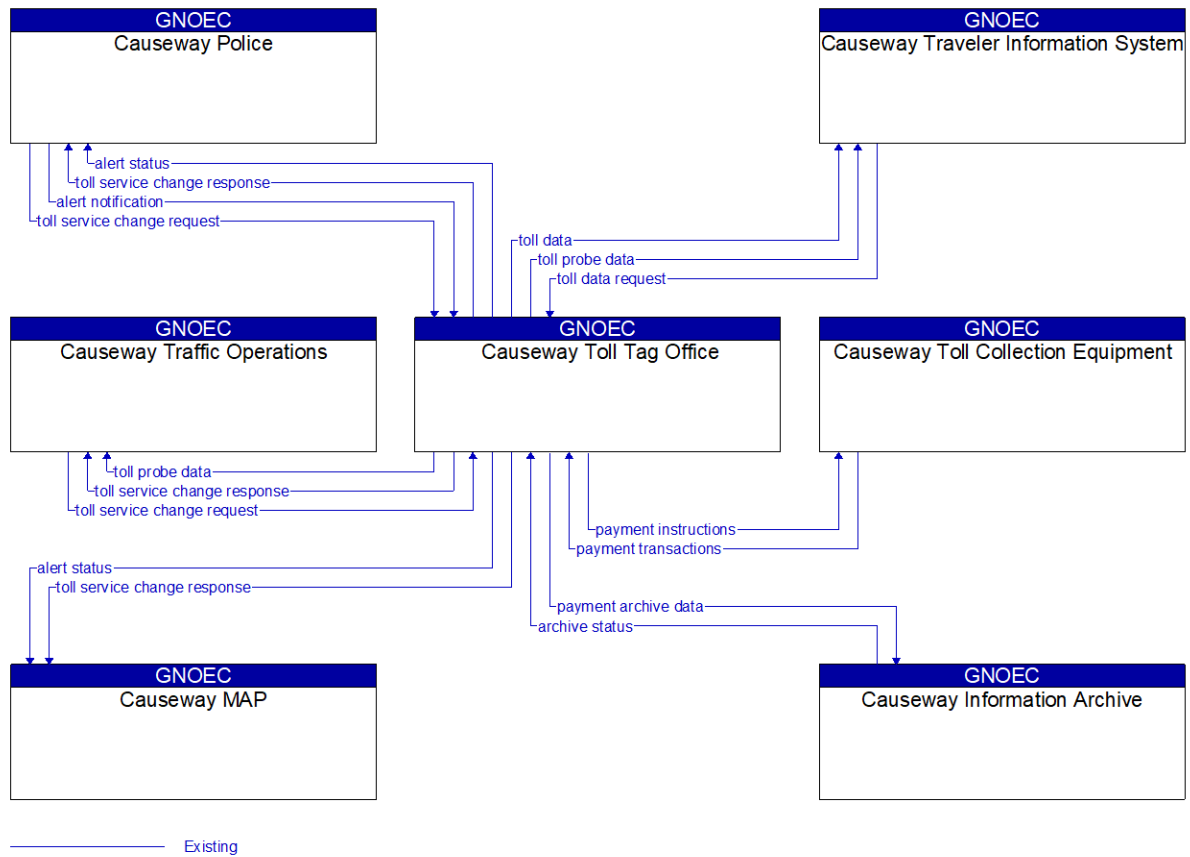 GNOEC
Causeway Police
GNOEC
Causeway Traveler Information System
alert status
toll service change response
alert notification
toll service change request
toll data
toll probe data
toll data request
GNOEC
Causeway Traffic Operations
GNOEC
Causeway Toll Tag Office
GNOEC
Causeway Toll Collection Equipment
toll probe data
toll service change response
toll service change request
payment instructions
payment transactions
alert status
toll service change response
payment archive data
archive status
GNOEC
Causeway MAP
GNOEC
Causeway Information Archive
Existing